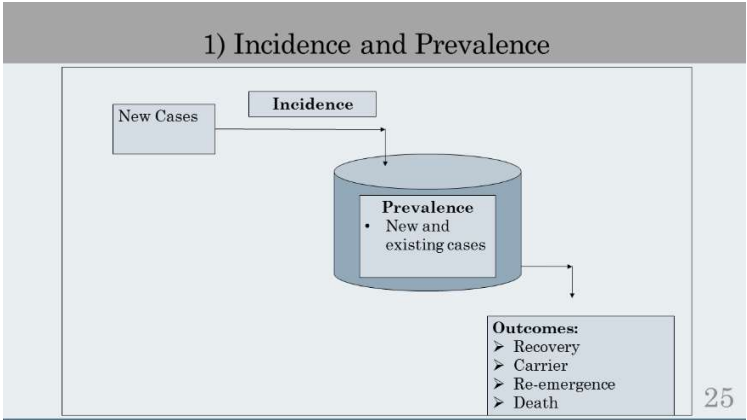 1) Incidence and Prevalence
Incidence
New Cases
Prevalence
• New and
existing cases
Outcomes:
➢ Recovery
➢ Carrier
➢ Re-emergence
➢ Death
25